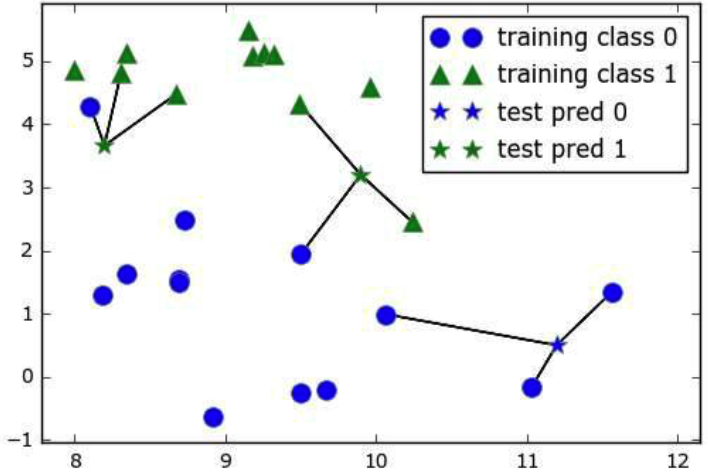 training class 0
training class 1
test pred 0
test pred 1
5
4
3
2
1
0
−1
8 9 10 11 12